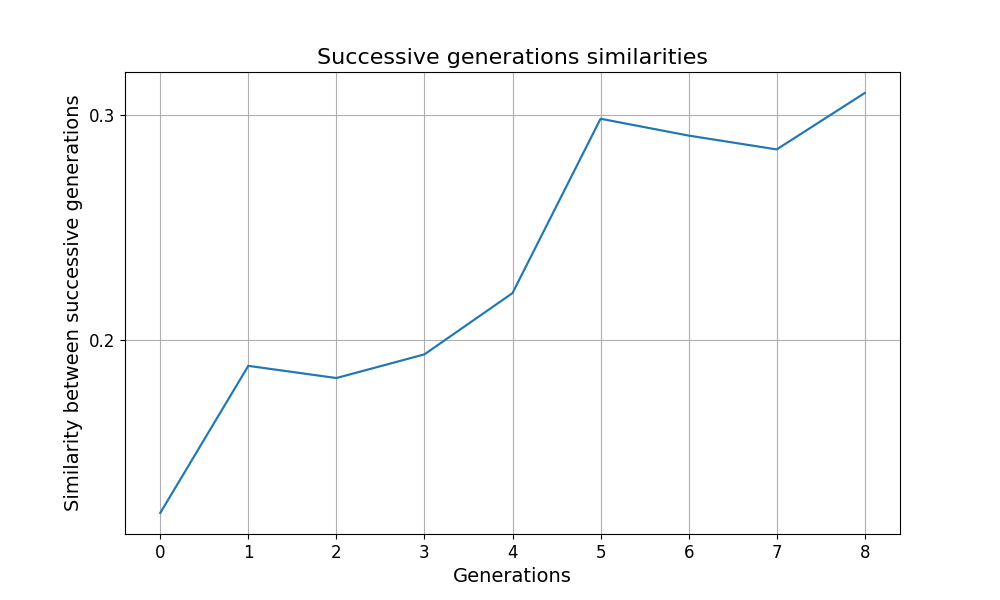 Successive generations similarities
Similarity between successive generations
0.3
0.2
0 1 2 3 4 5 6 7 8
Generations